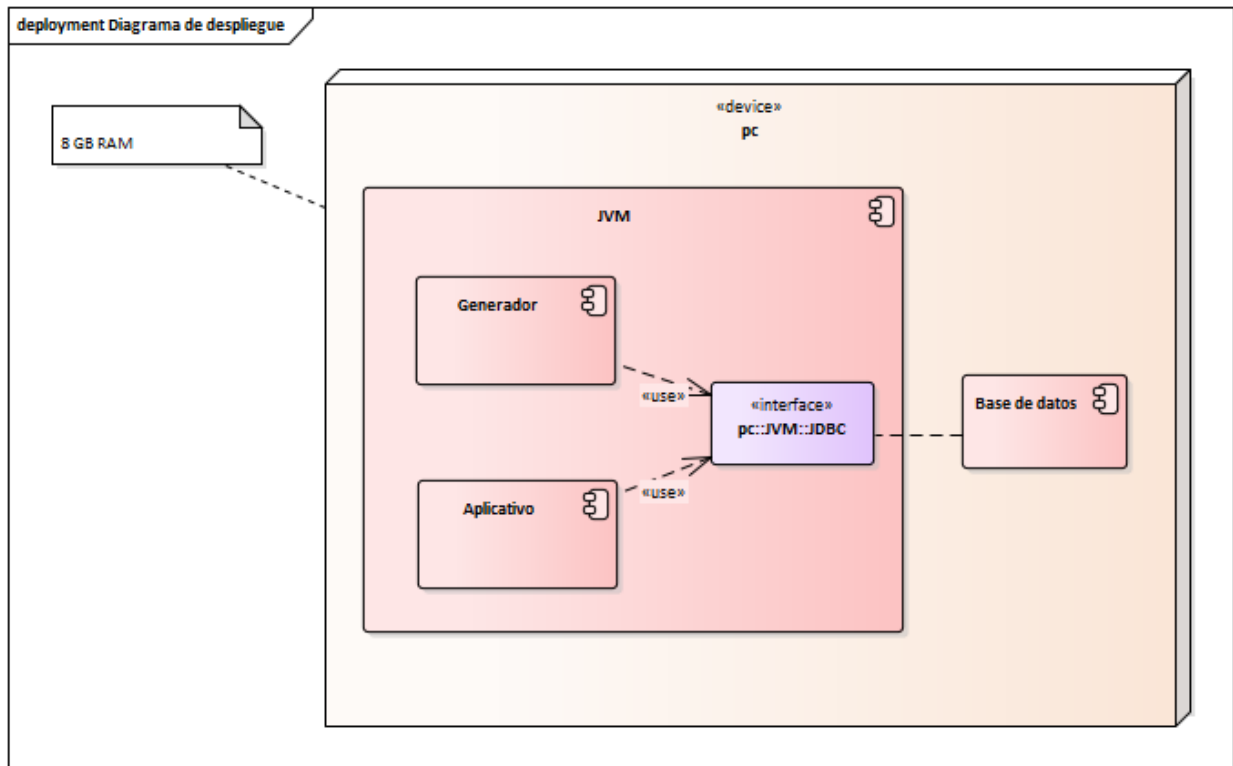 deployment Diagrama de despliegue
8 GB RAM
«device»
pc
JVM
Generador
«use»
«interface»
pc::JVM::JDBC
Base de datos
«use»
Aplicativo